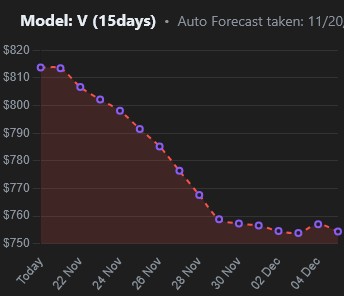 Model: V (15days) • Auto Forecast taken: 11/20,
$820
$810
$800
$790
$780
$770
$760
$750
Today
22 Nov
24 Nov
26 Nov
28 Nov
30 Nov
02 Dec
04 Dec